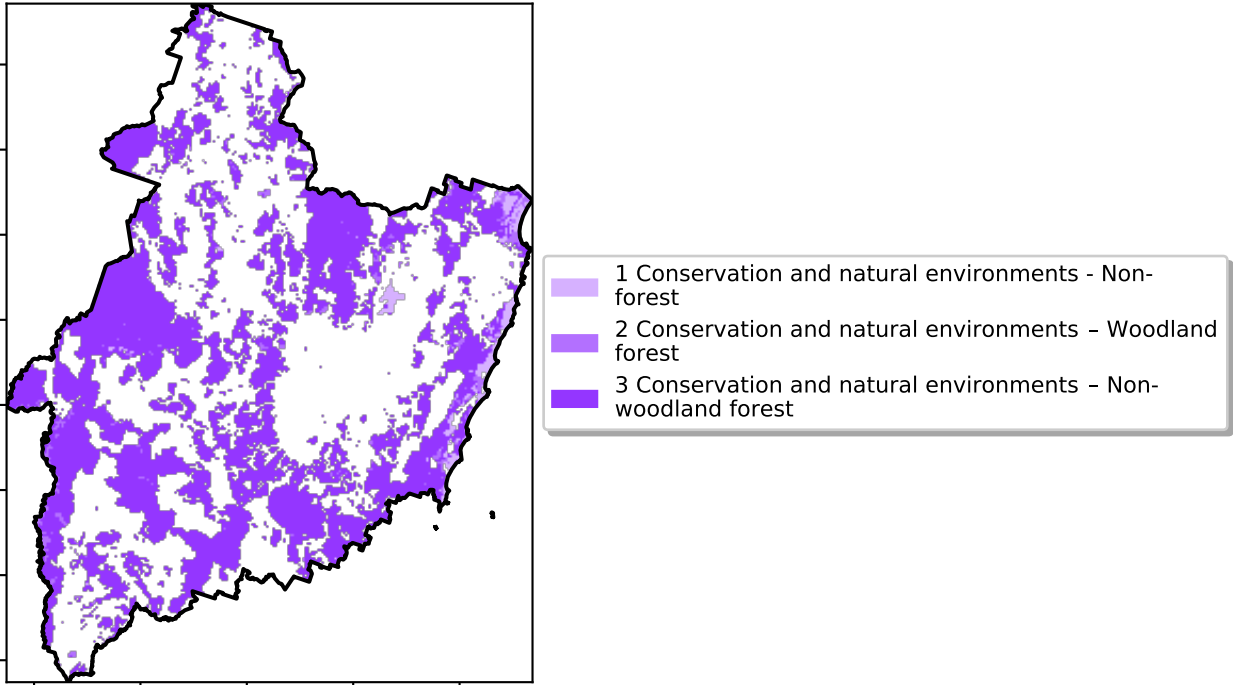 1 Conservation and natural environments - Non-
forest
2 Conservation and natural environments – Woodland
forest
3 Conservation and natural environments – Non-
woodland forest